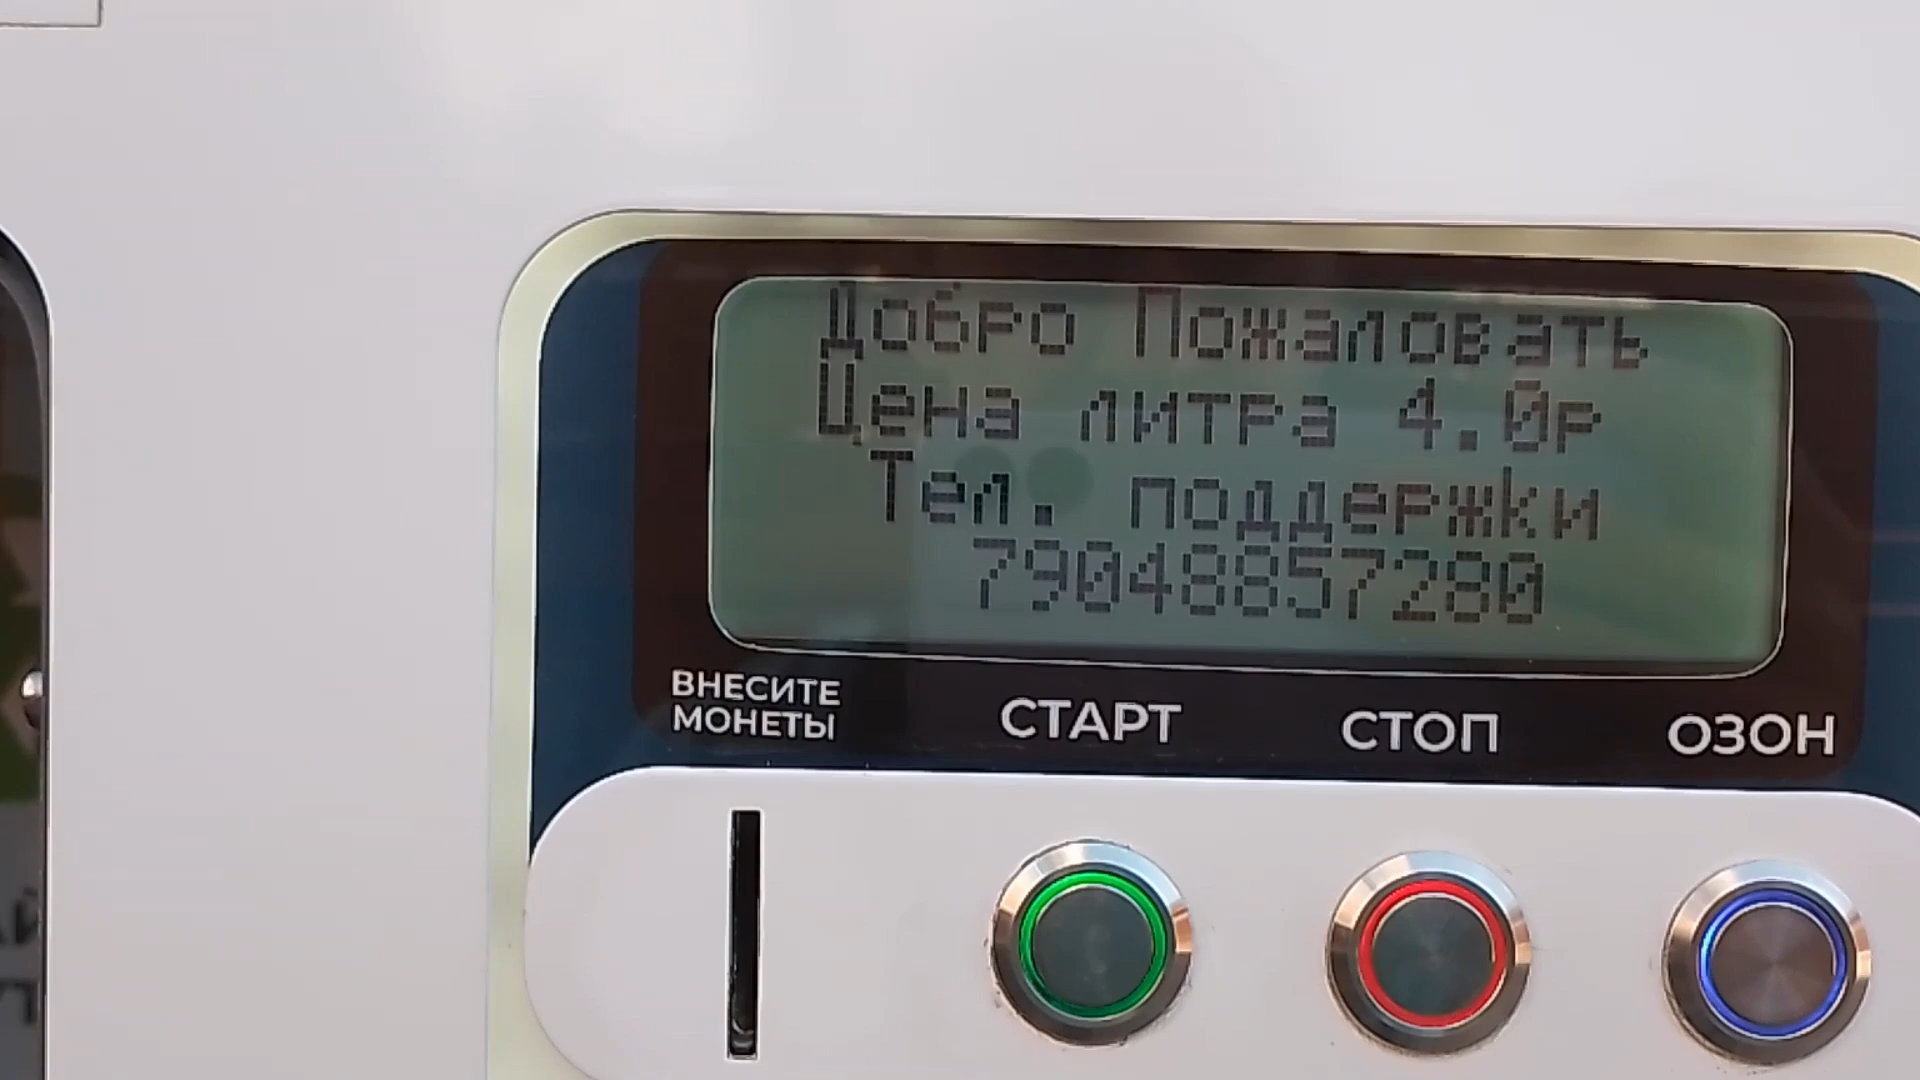 Добро Пожаловать
Цена литра 4.0р
Тел. поддержки
79048857280
ВНЕСИТЕ
МОНЕТЫ
СТАРТ
СТОП
ОЗОН